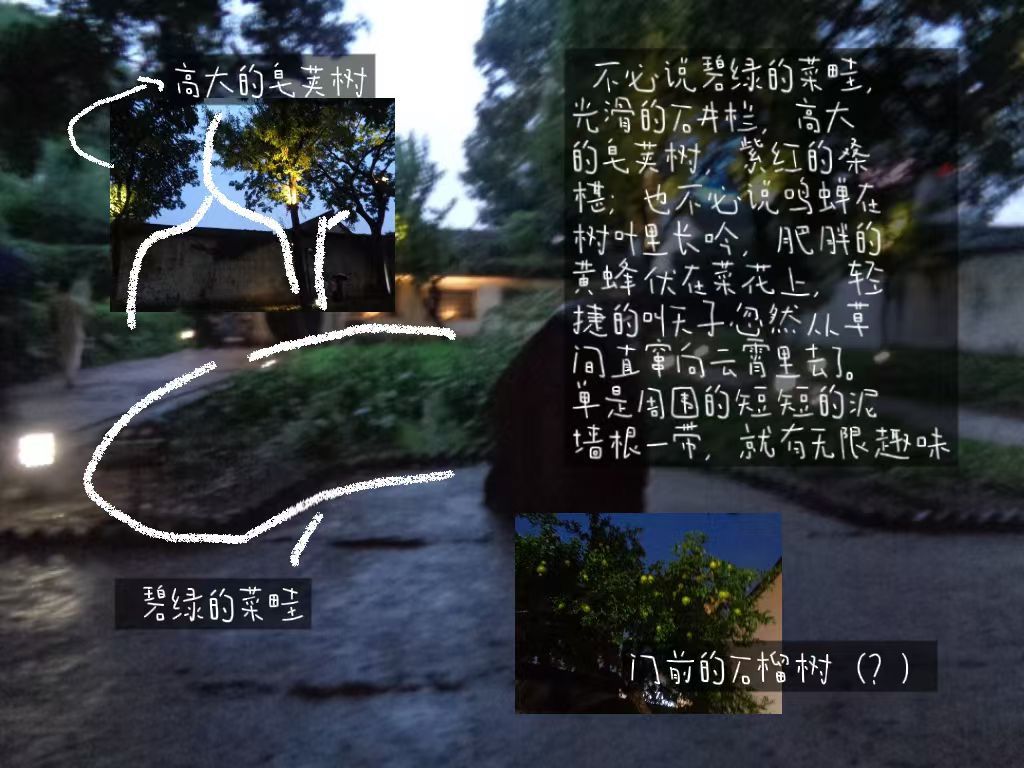 高大的皂荚树
不必说碧绿的菜畦，
光滑的石井栏，高大
的皂荚树，紫红的桑
椹；也不必说鸣蝉在
树叶里长吟，肥胖的
黄蜂伏在菜花上，轻
捷的叫天子忽然从草
间直窜向云霄里去了。
单是周围的短短的泥
墙根一带，就有无限趣味
碧绿的菜畦
门前的石榴树（？）